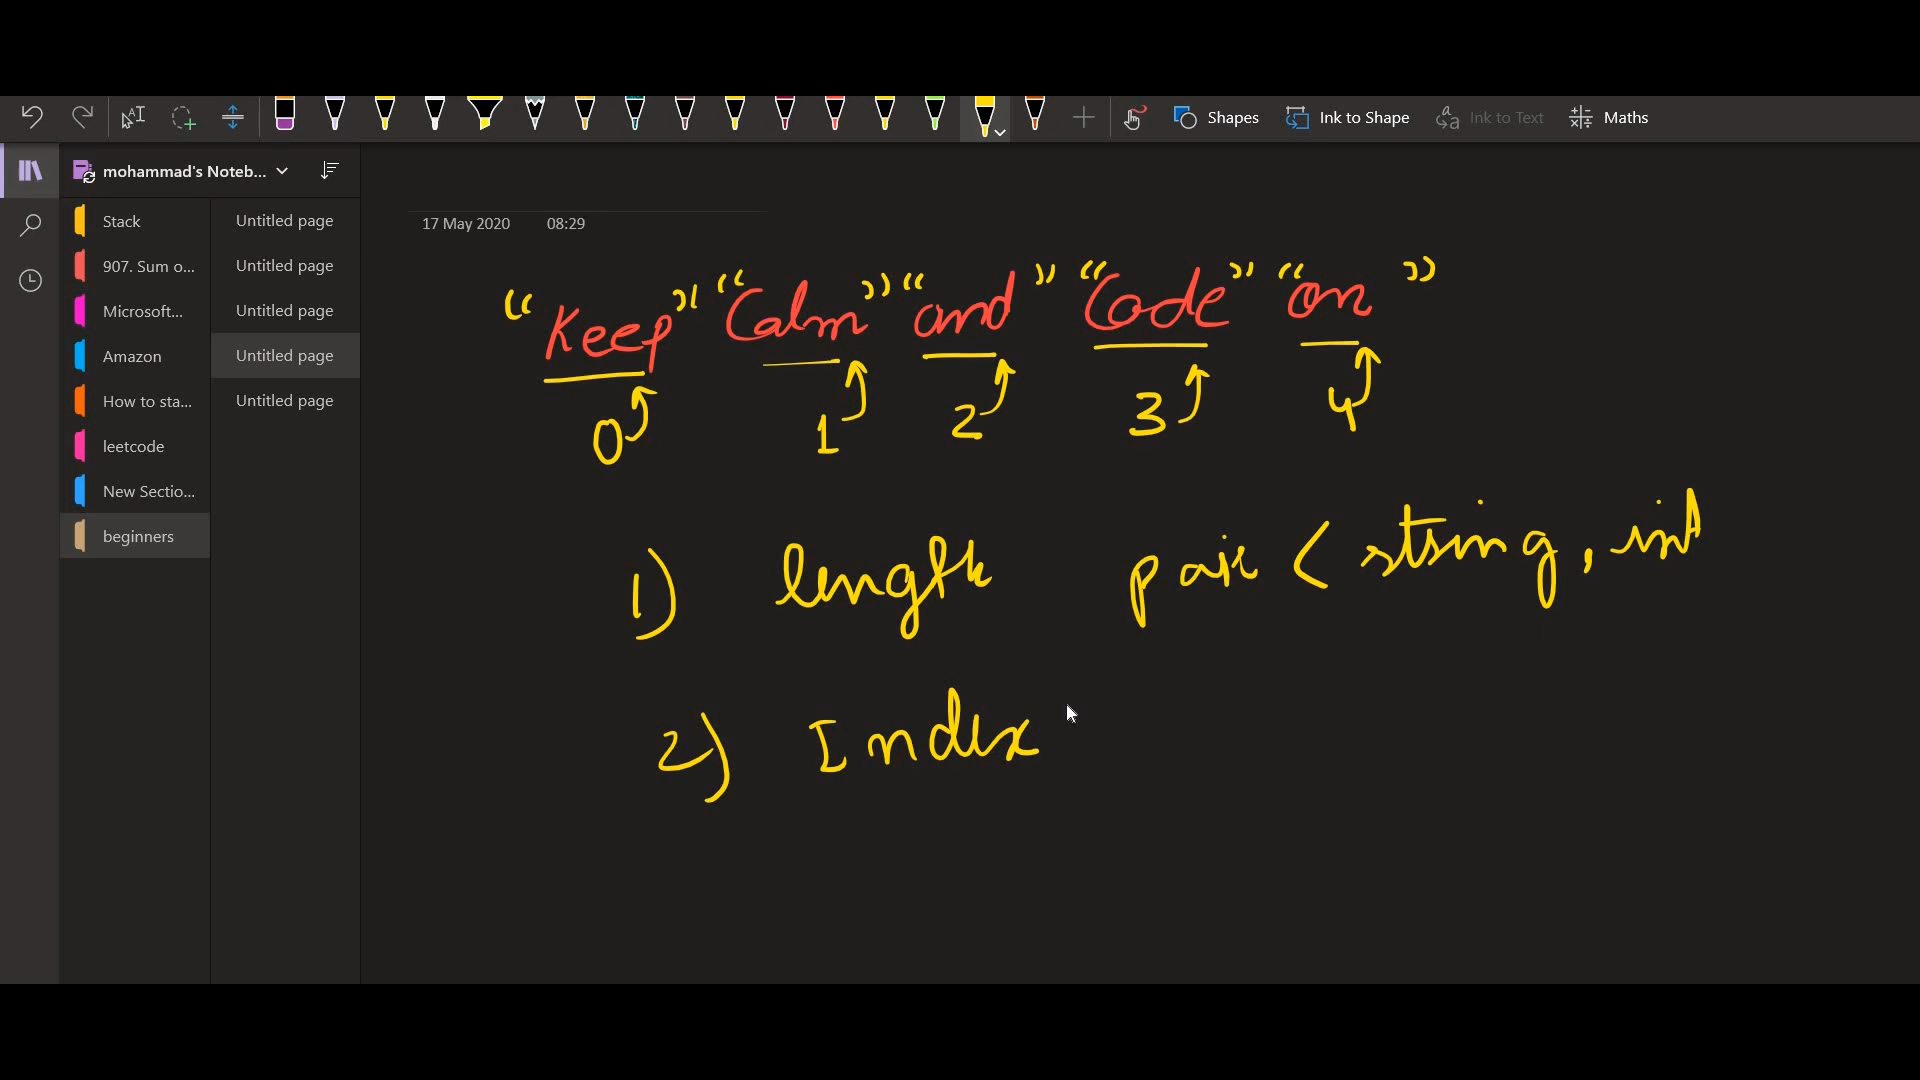 Shapes Ink to Shape Ink to Text Maths
mohammad's Noteb...
Stack
907. Sum o...
Microsoft...
Amazon
How to sta...
leetcode
New Sectio...
beginners
Untitled page
Untitled page
Untitled page
Untitled page
Untitled page
17 May 2020 08:29
"Keep" "Calm" "and" "Code" "on"
0 1 2 3 4
1) length pair < string, int
2) Index